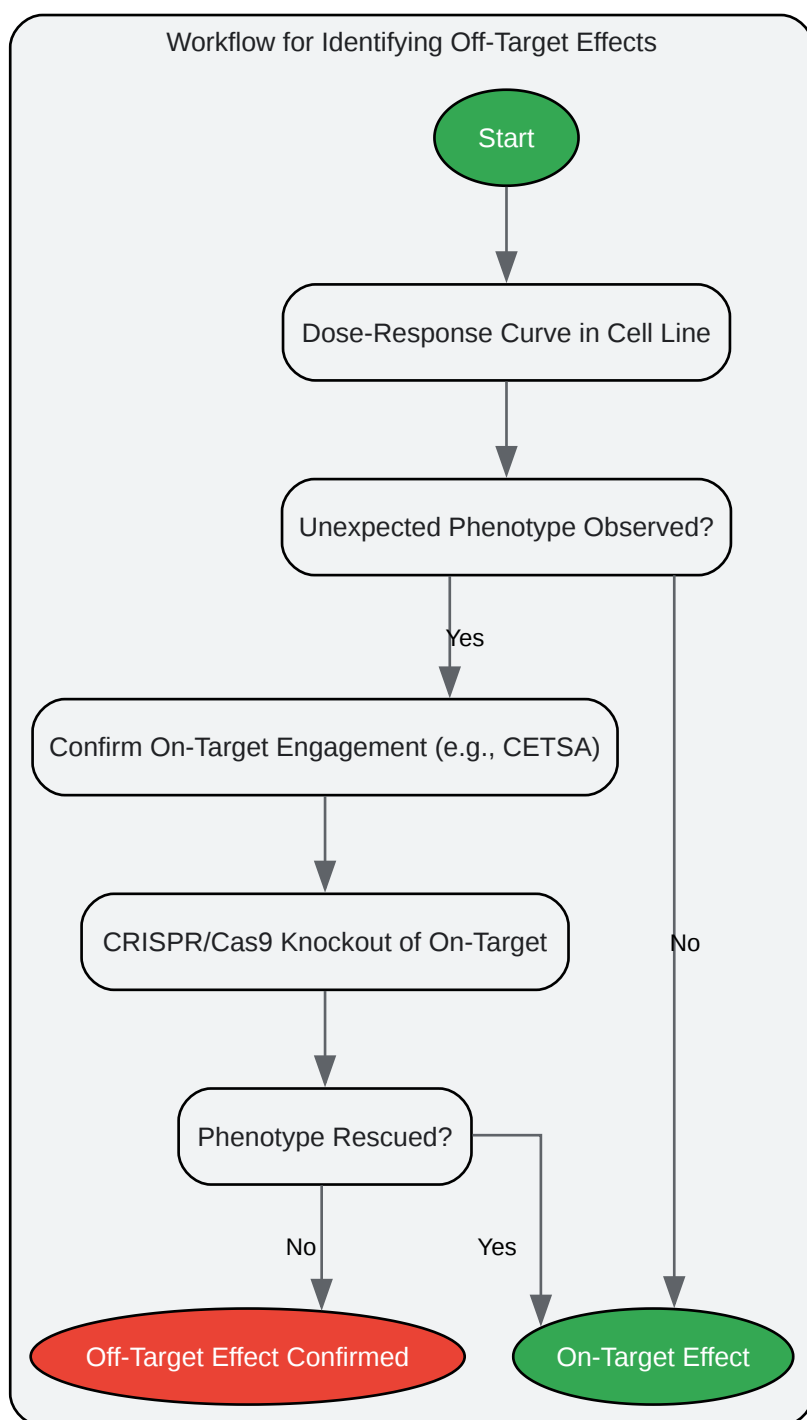 Workflow for Identifying Off-Target Effects
Start
Dose-Response Curve in Cell Line
Unexpected Phenotype Observed?
Yes
Confirm On-Target Engagement (e.g., CETSA)
CRISPR/Cas9 Knockout of On-Target
No
Phenotype Rescued?
No
Yes
Off-Target Effect Confirmed
On-Target Effect